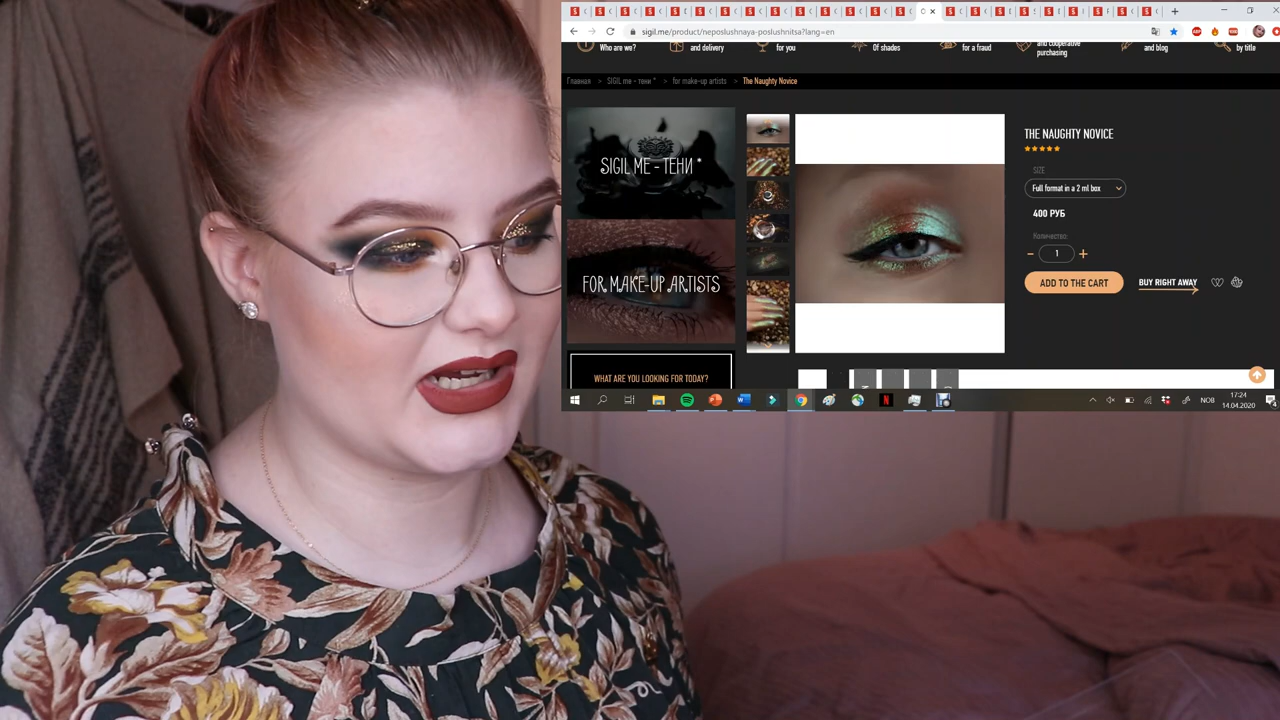 sigil.me/product/neposlushnaya-poslushnitsa?lang=en
Who are we?
and delivery
for you
Of shades
for a fraud
and cooperative
purchasing
and blog
by title
Главная > SIGIL me - тени * > for make-up artists > The Naughty Novice
SIGIL ME - ТЕНИ *
FOR MAKE-UP ARTISTS
WHAT ARE YOU LOOKING FOR TODAY?
THE NAUGHTY NOVICE
SIZE
Full format in a 2 ml box
400 РУБ
Количество:
- 1 +
ADD TO THE CART
BUY RIGHT AWAY
NOB
17:24
14.04.2020